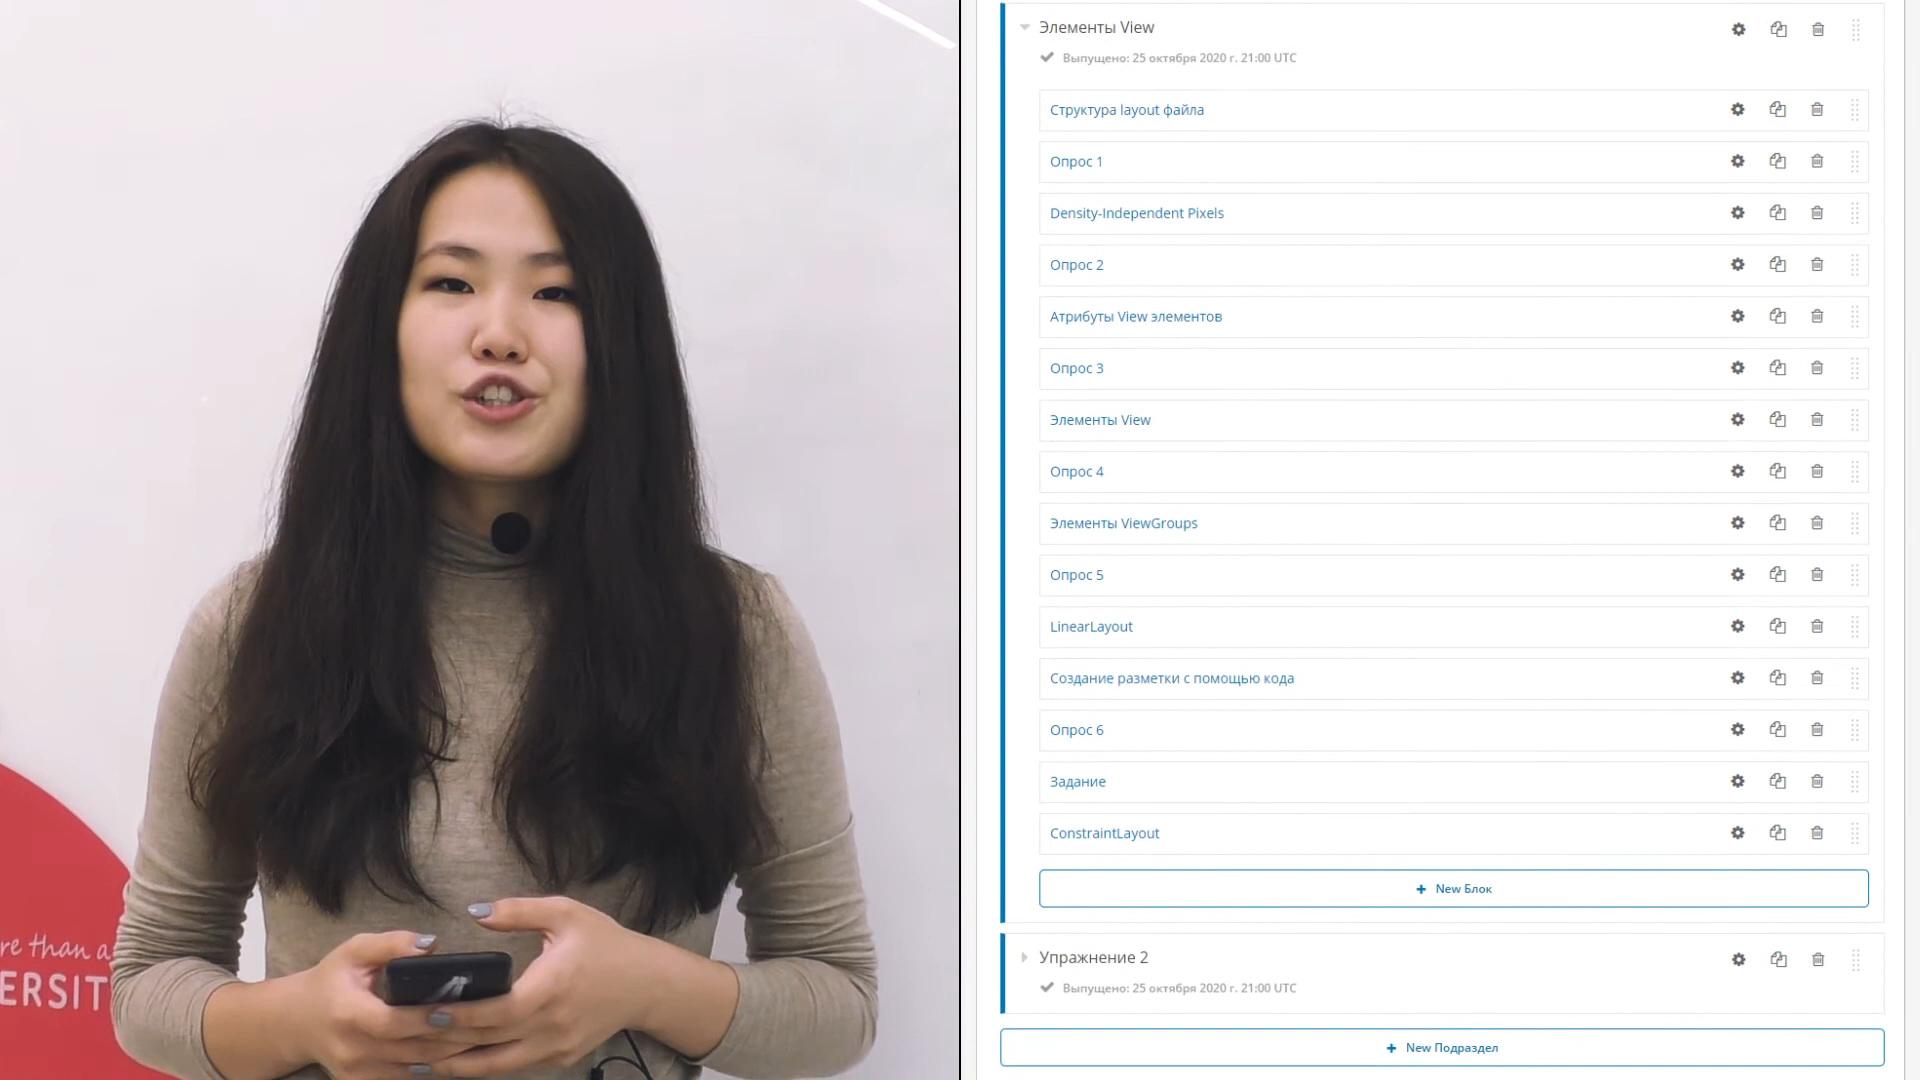 re than a
ERSIT
Элементы View
Выпущено: 25 октября 2020 г. 21:00 UTC
Структура layout файла
Опрос 1
Density-Independent Pixels
Опрос 2
Атрибуты View элементов
Опрос 3
Элементы View
Опрос 4
Элементы ViewGroups
Опрос 5
LinearLayout
Создание разметки с помощью кода
Опрос 6
Задание
ConstraintLayout
+ New Блок
Упражнение 2
Выпущено: 25 октября 2020 г. 21:00 UTC
+ New Подраздел